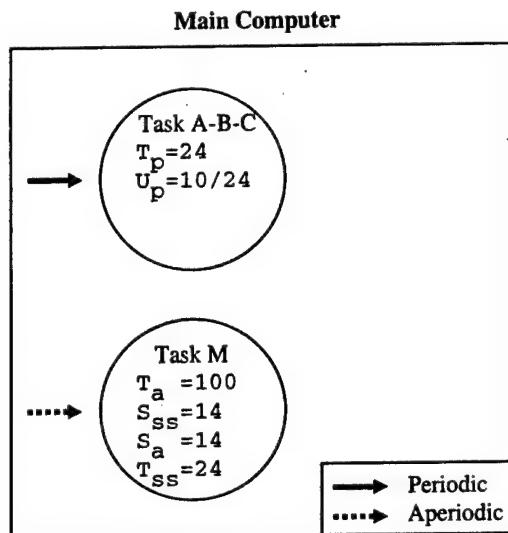 Main Computer
Task A-B-C
Tp=24
Up=10/24
Task M
Ta =100
Sss=14
Sa =14
Tss=24
Periodic
Aperiodic